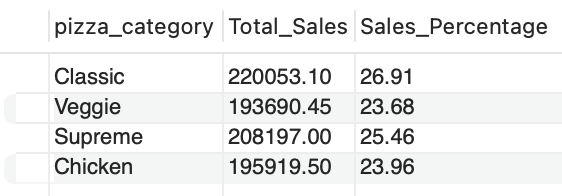 pizza_category Total_Sales Sales_Percentage
Classic 220053.10 26.91
Veggie 193690.45 23.68
Supreme 208197.00 25.46
Chicken 195919.50 23.96